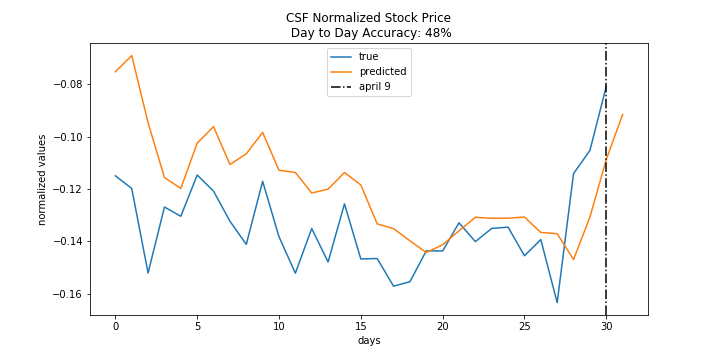 CSF Normalized Stock Price
Day to Day Accuracy: 48%
true
predicted
april 9
normalized values
−0.08
−0.10
−0.12
−0.14
−0.16
0 5 10 15 20 25 30
days